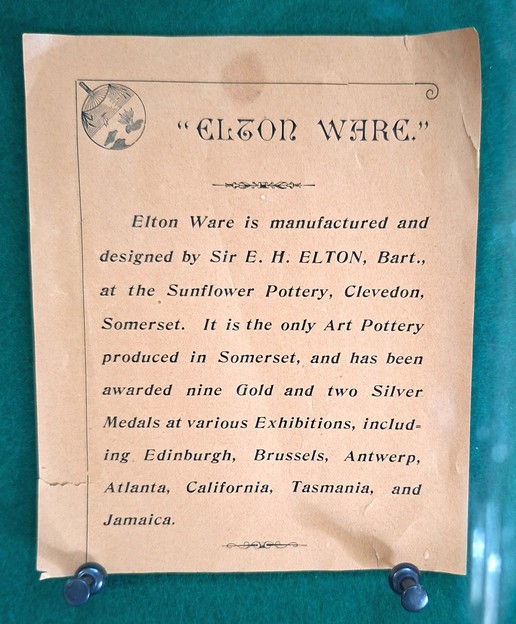 “ELTON WARE.”
Elton Ware is manufactured and
designed by Sir E. H. ELTON, Bart.,
at the Sunflower Pottery, Clevedon,
Somerset. It is the only Art Pottery
produced in Somerset, and has been
awarded nine Gold and two Silver
Medals at various Exhibitions, includ-
ing Edinburgh, Brussels, Antwerp,
Atlanta, California, Tasmania, and
Jamaica.